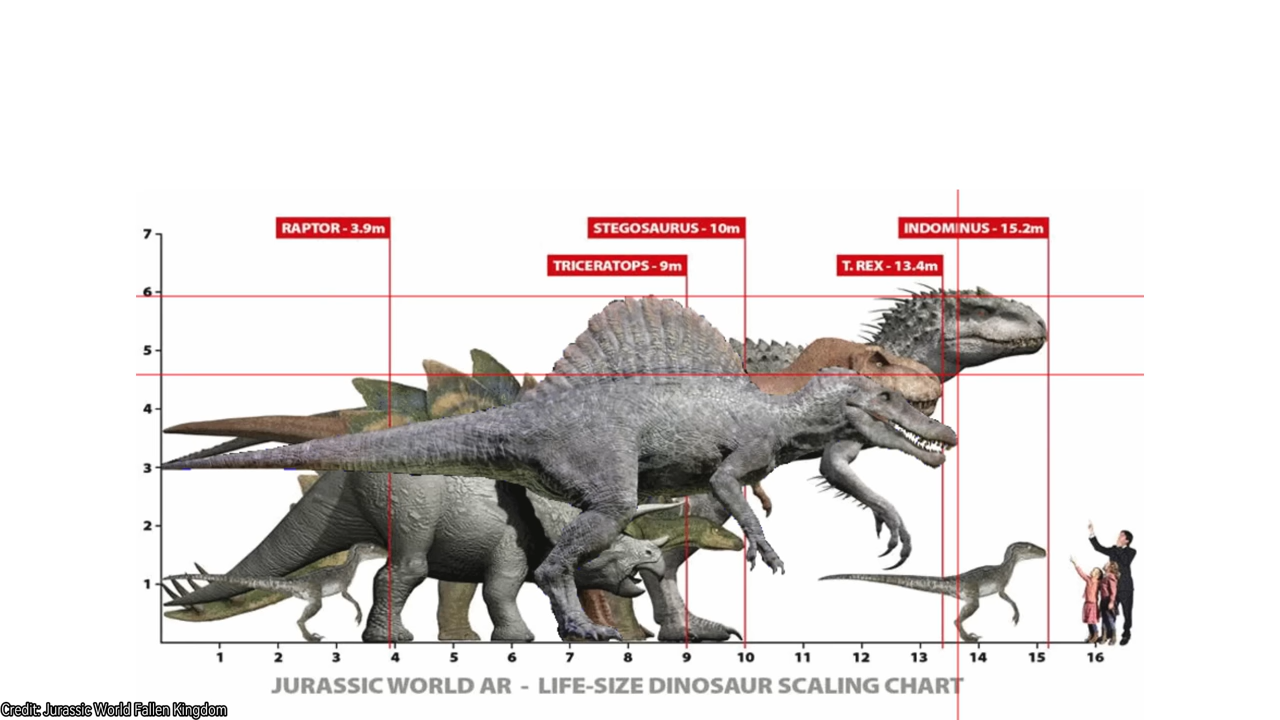 RAPTOR - 3.9m
STEGOSAURUS - 10m
INDOMINUS - 15.2m
TRICERATOPS - 9m
T. REX - 13.4m
7
6
5
4
3
2
1
1 2 3 4 5 6 7 8 9 10 11 12 13 14 15 16
JURASSIC WORLD AR - LIFE-SIZE DINOSAUR SCALING CHART
Credit: Jurassic World Fallen Kingdom